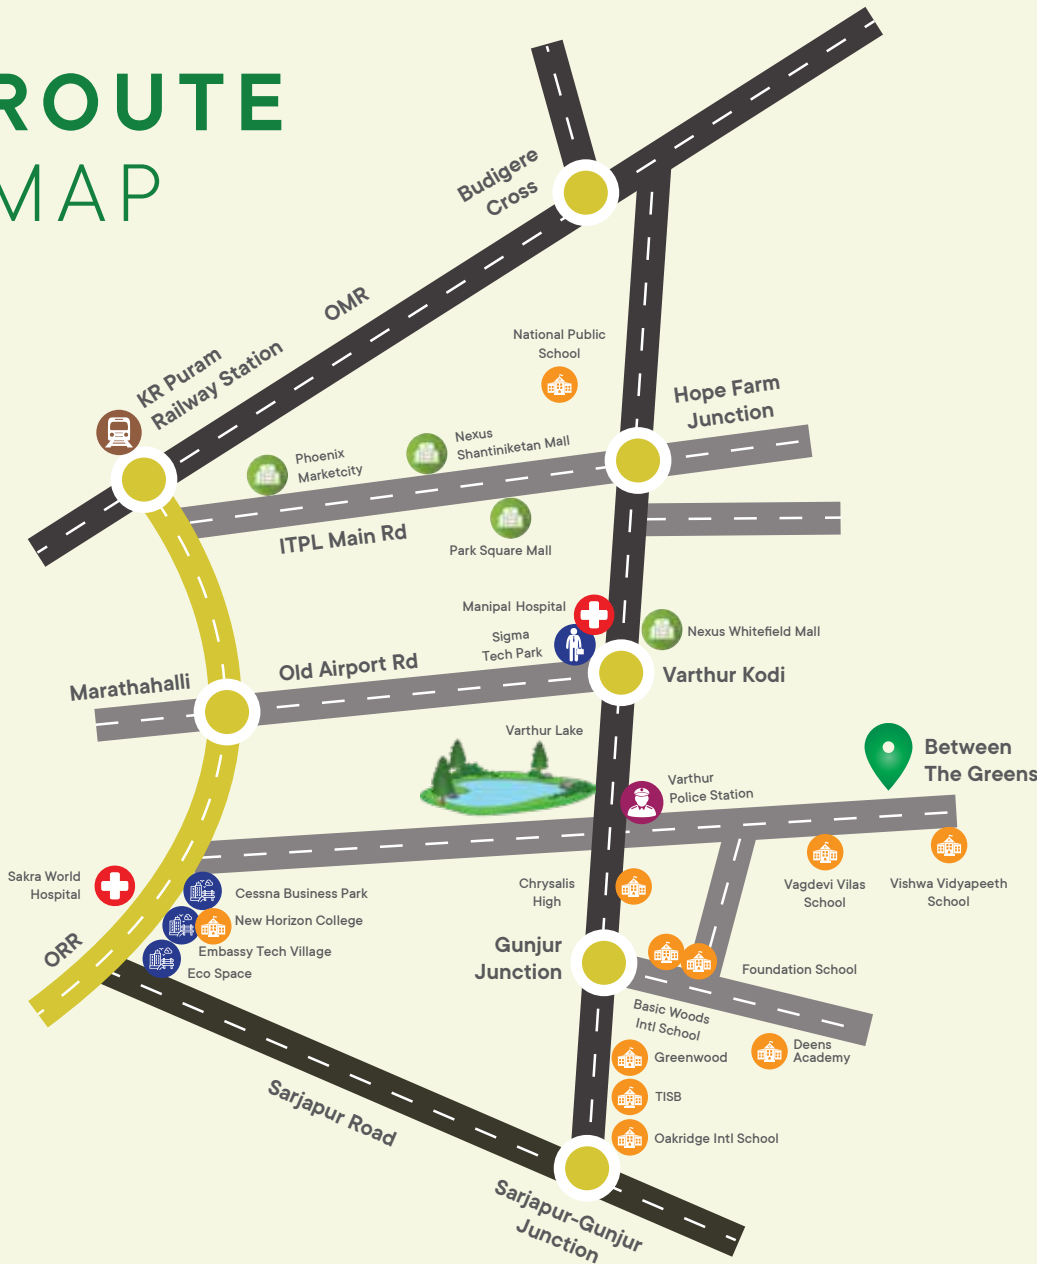 ROUTE
MAP
Budigere
Cross
OMR
KR Puram
Railway Station
National Public
School
Hope Farm
Junction
Nexus
Shantiniketan Mall
Phoenix
Marketcity
ITPL Main Rd
Park Square Mall
Manipal Hospital
Sigma
Tech Park
Nexus Whitefield Mall
Varthur Kodi
Old Airport Rd
Marathahalli
Varthur Lake
Between
The Greens
Varthur
Police Station
Sakra World
Hospital
Cessna Business Park
New Horizon College
Embassy Tech Village
Eco Space
ORR
Chrysalis
High
Vagdevi Vilas
School
Vishwa Vidyapeeth
School
Gunjur
Junction
Foundation School
Basic Woods
Intl School
Deens
Academy
Greenwood
TISB
Oakridge Intl School
Sarjapur Road
Sarjapur-Gunjur
Junction